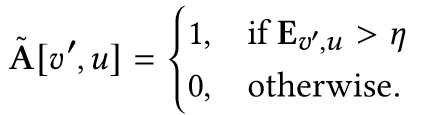 Ã[v′, u] = { 1, if E_{v′,u} > η
0, otherwise.